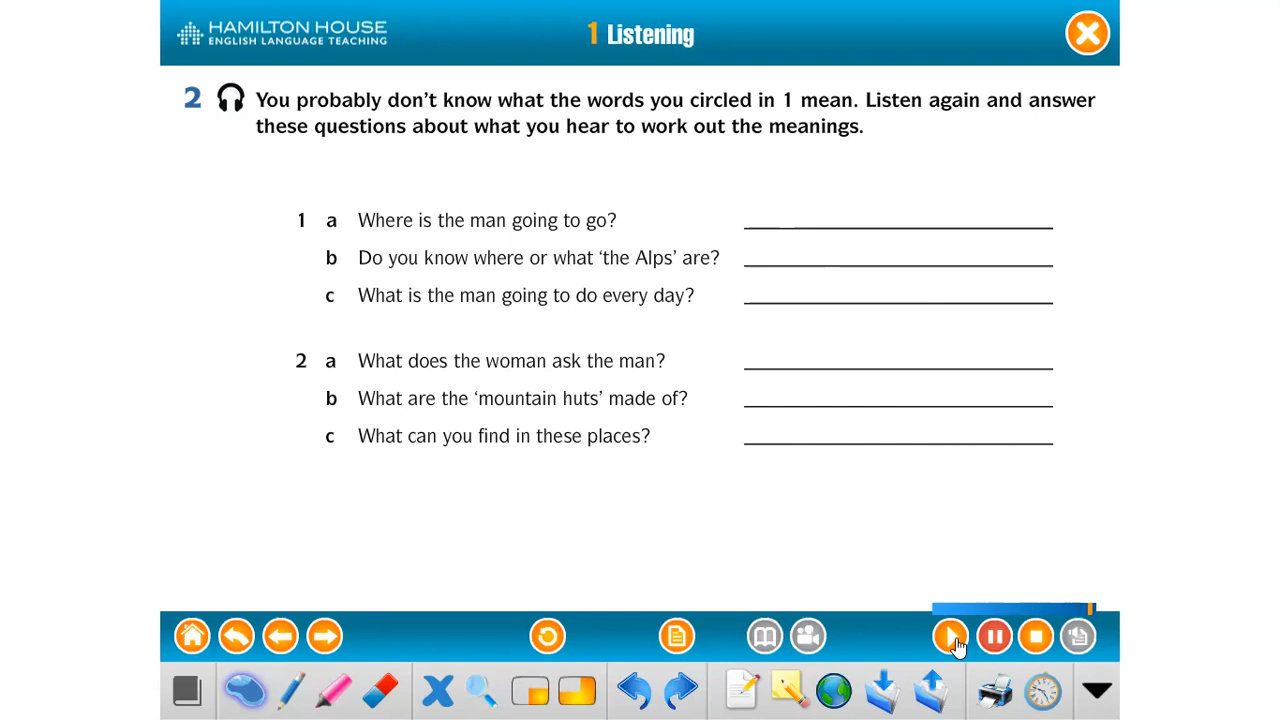 HAMILTON HOUSE
ENGLISH LANGUAGE TEACHING
1 Listening
2 You probably don't know what the words you circled in 1 mean. Listen again and answer
these questions about what you hear to work out the meanings.
1 a Where is the man going to go?
b Do you know where or what ‘the Alps’ are?
c What is the man going to do every day?
2 a What does the woman ask the man?
b What are the ‘mountain huts’ made of?
c What can you find in these places?